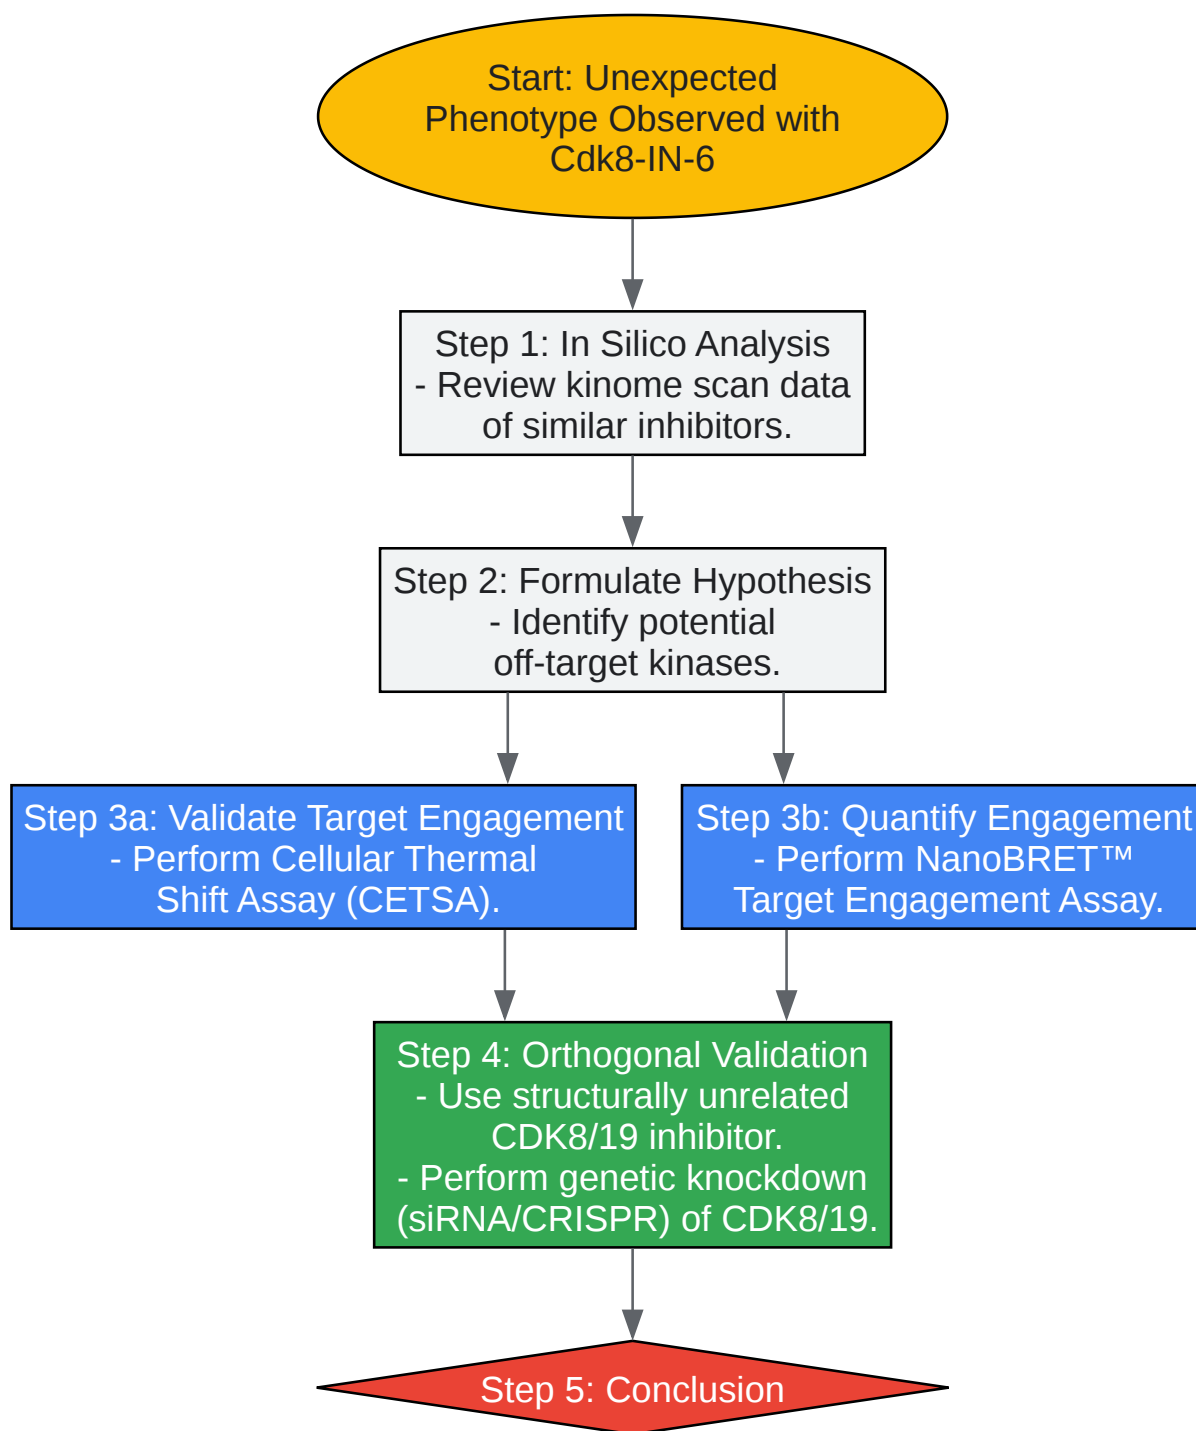 Start: Unexpected
Phenotype Observed with
Cdk8-IN-6
Step 1: In Silico Analysis
- Review kinome scan data
of similar inhibitors.
Step 2: Formulate Hypothesis
- Identify potential
off-target kinases.
Step 3a: Validate Target Engagement
- Perform Cellular Thermal
Shift Assay (CETSA).
Step 3b: Quantify Engagement
- Perform NanoBRET™
Target Engagement Assay.
Step 4: Orthogonal Validation
- Use structurally unrelated
CDK8/19 inhibitor.
- Perform genetic knockdown
(siRNA/CRISPR) of CDK8/19.
Step 5: Conclusion